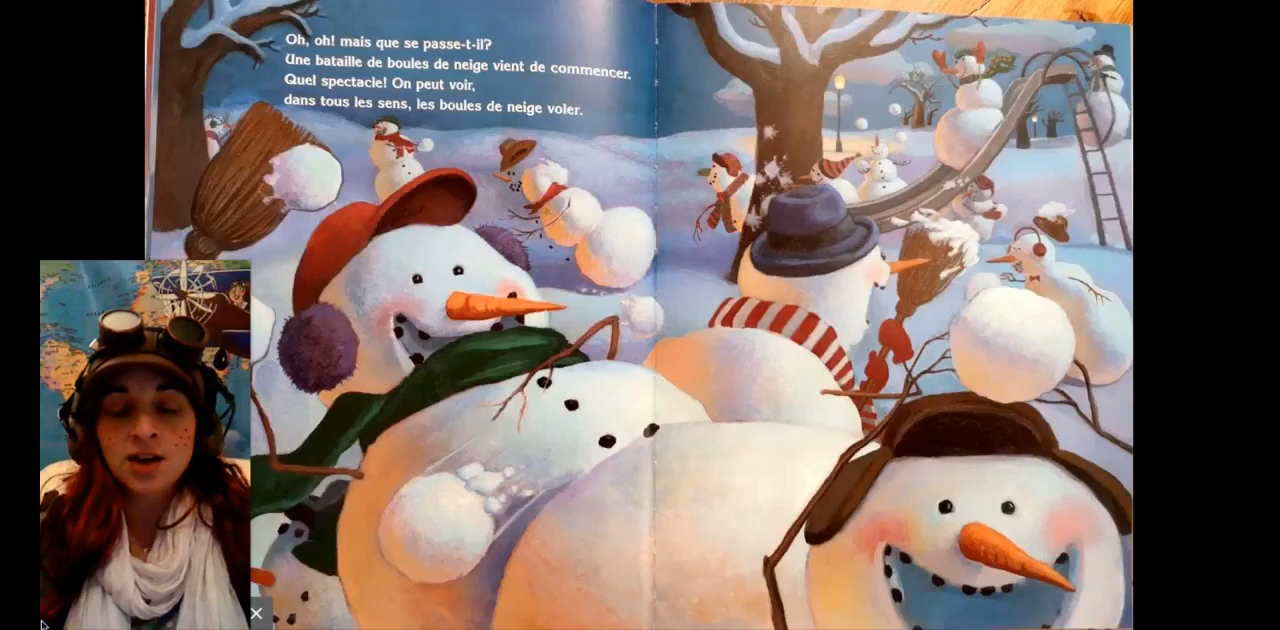 Oh, oh! mais que se passe-t-il?
Une bataille de boules de neige vient de commencer.
Quel spectacle! On peut voir,
dans tous les sens, les boules de neige voler.